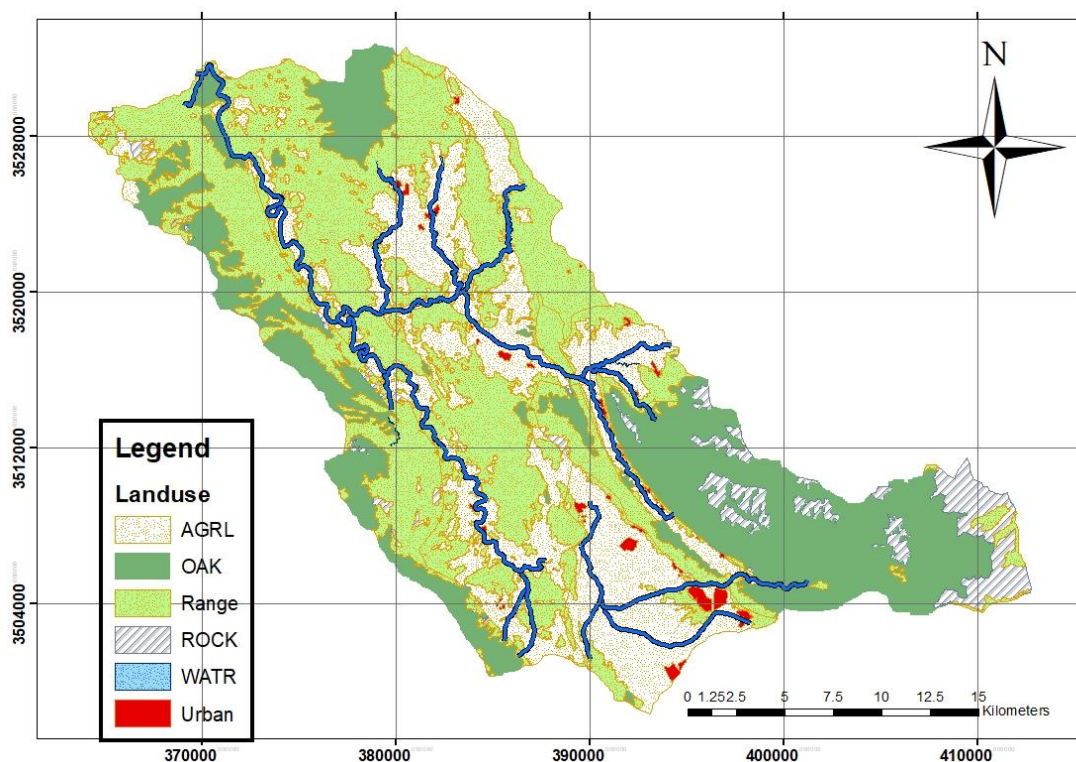 N
3528000
3520000
3512000
3504000
Legend
Landuse
AGRL
OAK
Range
ROCK
WATR
Urban
0 1.252.5 5 7.5 10 12.5 15
Kilometers
370000 380000 390000 400000 410000